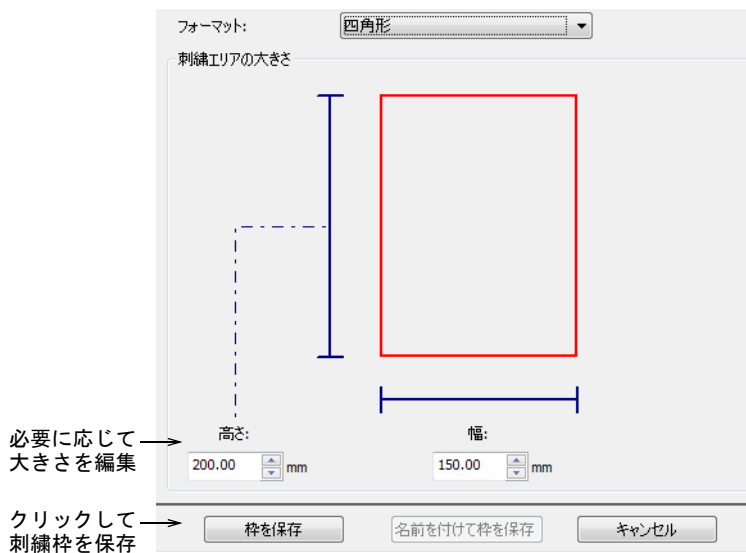 フォーマット: 四角形
刺繍エリアの大きさ
必要に応じて
大きさを編集
高さ: 幅:
200.00 mm 150.00 mm
クリックして
刺繍枠を保存
枠を保存 名前を付けて枠を保存 キャンセル